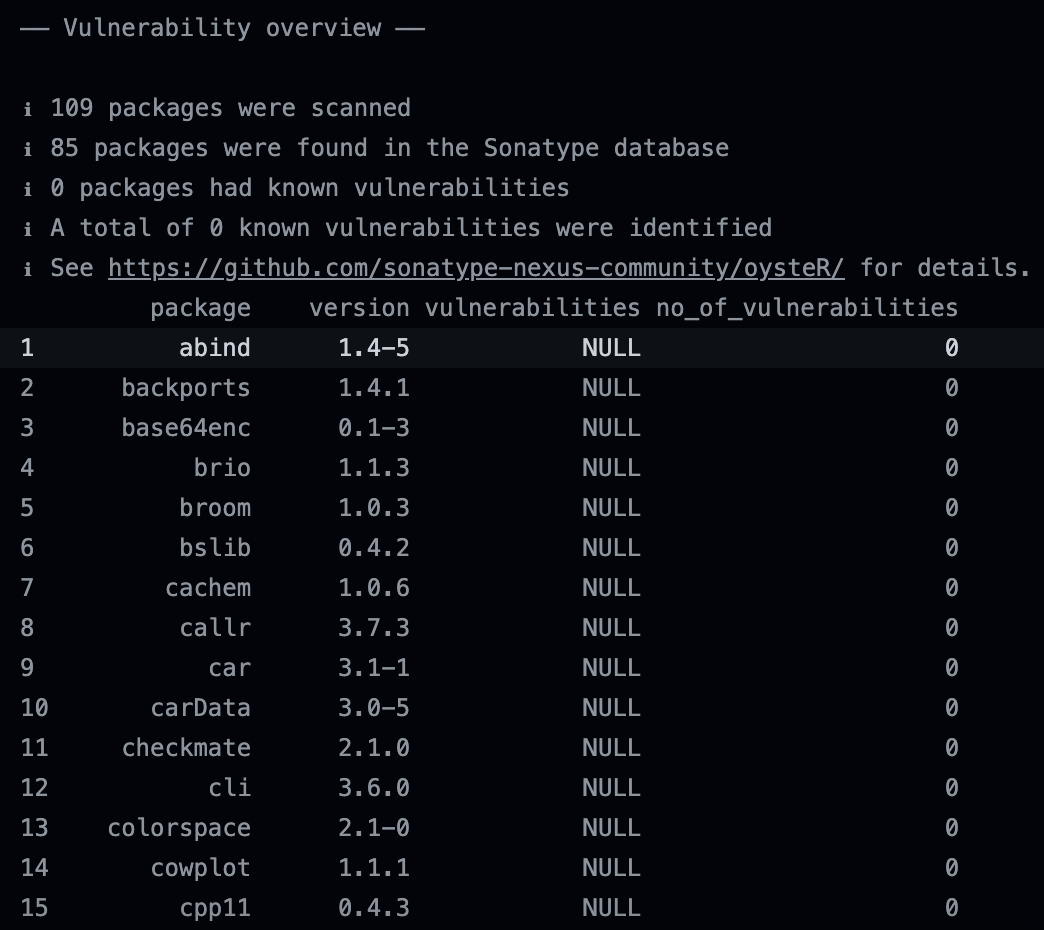 ── Vulnerability overview ──
ℹ 109 packages were scanned
ℹ 85 packages were found in the Sonatype database
ℹ 0 packages had known vulnerabilities
ℹ A total of 0 known vulnerabilities were identified
ℹ See https://github.com/sonatype-nexus-community/oysteR/ for details.
package version vulnerabilities no_of_vulnerabilities
1 abind 1.4-5 NULL 0
2 backports 1.4.1 NULL 0
3 base64enc 0.1-3 NULL 0
4 brio 1.1.3 NULL 0
5 broom 1.0.3 NULL 0
6 bslib 0.4.2 NULL 0
7 cachem 1.0.6 NULL 0
8 callr 3.7.3 NULL 0
9 car 3.1-1 NULL 0
10 carData 3.0-5 NULL 0
11 checkmate 2.1.0 NULL 0
12 cli 3.6.0 NULL 0
13 colorspace 2.1-0 NULL 0
14 cowplot 1.1.1 NULL 0
15 cpp11 0.4.3 NULL 0